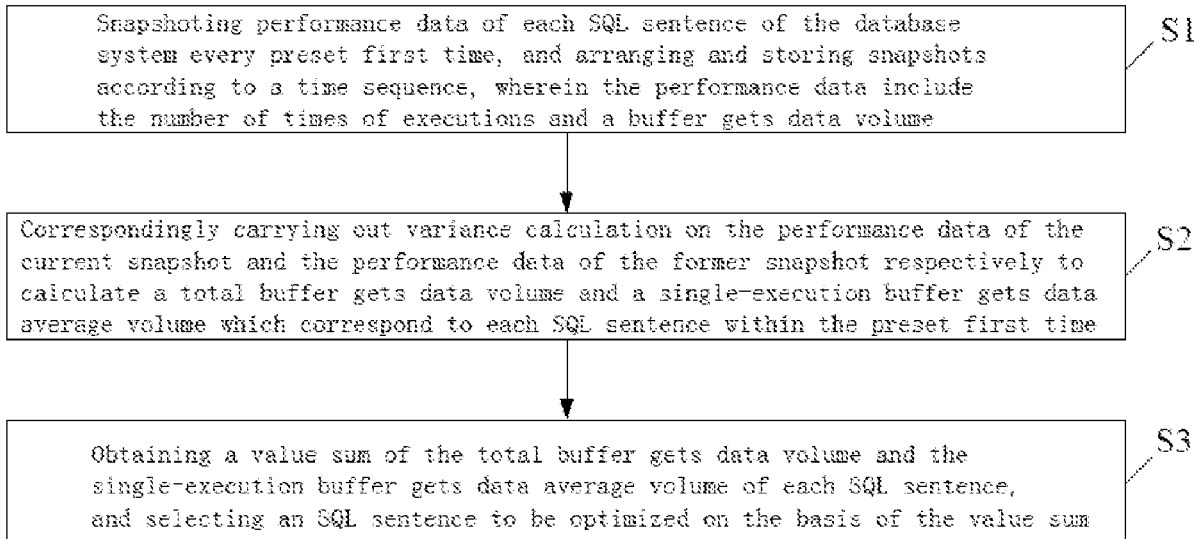 Snapshoting performance data of each SQL sentence of the database
system every preset first time, and arranging and storing snapshots
according to a time sequence, wherein the performance data include
the number of times of executions and a buffer gets data volume
S1
Correspondingly carrying out variance calculation on the performance data of the
current snapshot and the performance data of the former snapshot respectively to
calculate a total buffer gets data volume and a single-execution buffer gets data
average volume which correspond to each SQL sentence within the preset first time
S2
Obtaining a value sum of the total buffer gets data volume and the
single-execution buffer gets data average volume of each SQL sentence,
and selecting an SQL sentence to be optimized on the basis of the value sum
S3